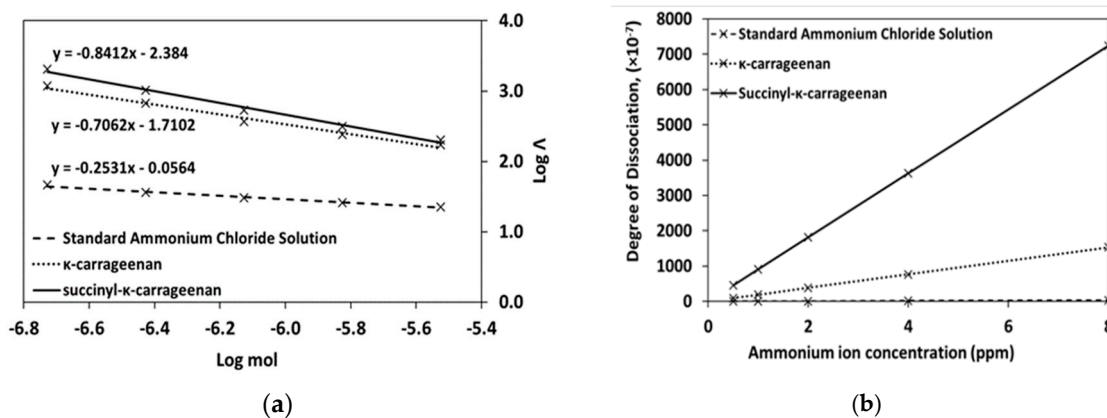 4.0
3.0
2.0
1.0
0.0
Log Λ
y = -0.8412x - 2.384
y = -0.7062x - 1.7102
y = -0.2531x - 0.0564
Standard Ammonium Chloride Solution
κ-carrageenan
succinyl-κ-carrageenan
-6.8 -6.6 -6.4 -6.2 -6.0 -5.8 -5.6 -5.4
Log mol
(a)
8000
7000
6000
5000
4000
3000
2000
1000
0
Degree of Dissociation, (×10⁻⁷)
Standard Ammonium Chloride Solution
κ-carrageenan
Succinyl-κ-carrageenan
0 2 4 6 8
Ammonium ion concentration (ppm)
(b)